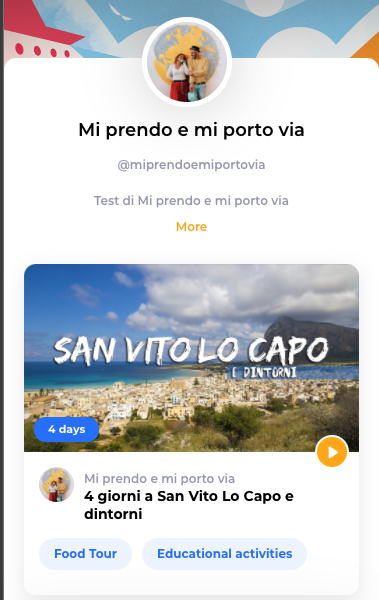 Mi prendo e mi porto via
@miprendoemiportovia
Test di Mi prendo e mi porto via
More
SAN VITO LO CAPO
E DINTORNI
4 days
Mi prendo e mi porto via
4 giorni a San Vito Lo Capo e
dintorni
Food Tour
Educational activities